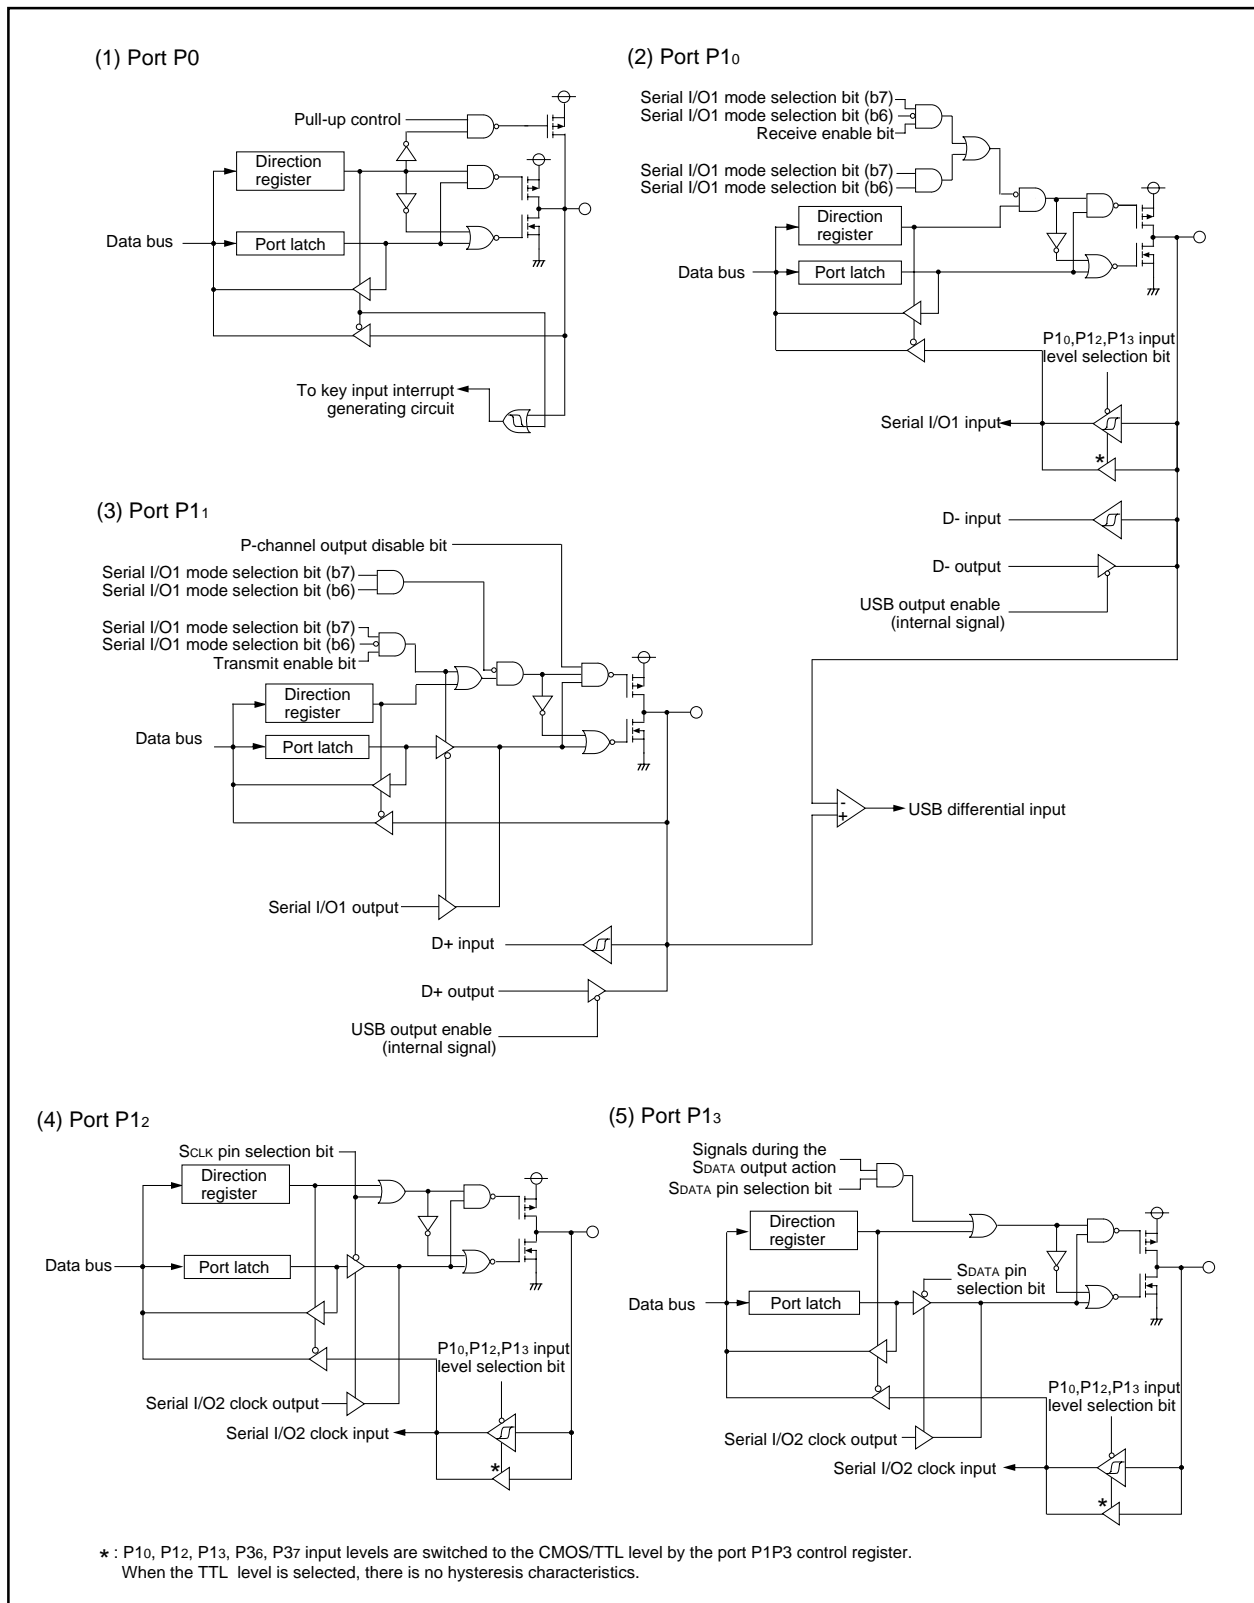 (1) Port P0
Pull-up control
Direction
register
Data bus
Port latch
To key input interrupt
generating circuit
(2) Port P10
Serial I/O1 mode selection bit (b7)
Serial I/O1 mode selection bit (b6)
Receive enable bit
Serial I/O1 mode selection bit (b7)
Serial I/O1 mode selection bit (b6)
Direction
register
Data bus
Port latch
P10,P12,P13 input
level selection bit
Serial I/O1 input
*
D- input
D- output
USB output enable
(internal signal)
(3) Port P11
P-channel output disable bit
Serial I/O1 mode selection bit (b7)
Serial I/O1 mode selection bit (b6)
Serial I/O1 mode selection bit (b7)
Serial I/O1 mode selection bit (b6)
Transmit enable bit
Direction
register
Data bus
Port latch
-
+
USB differential input
Serial I/O1 output
D+ input
D+ output
USB output enable
(internal signal)
(4) Port P12
SCLK pin selection bit
Direction
register
Data bus
Port latch
P10,P12,P13 input
level selection bit
Serial I/O2 clock output
Serial I/O2 clock input
*
(5) Port P13
Signals during the
SDATA output action
SDATA pin selection bit
Direction
register
SDATA pin
selection bit
Data bus
Port latch
P10,P12,P13 input
level selection bit
Serial I/O2 clock output
Serial I/O2 clock input
*
* : P10, P12, P13, P36, P37 input levels are switched to the CMOS/TTL level by the port P1P3 control register.
When the TTL level is selected, there is no hysteresis characteristics.